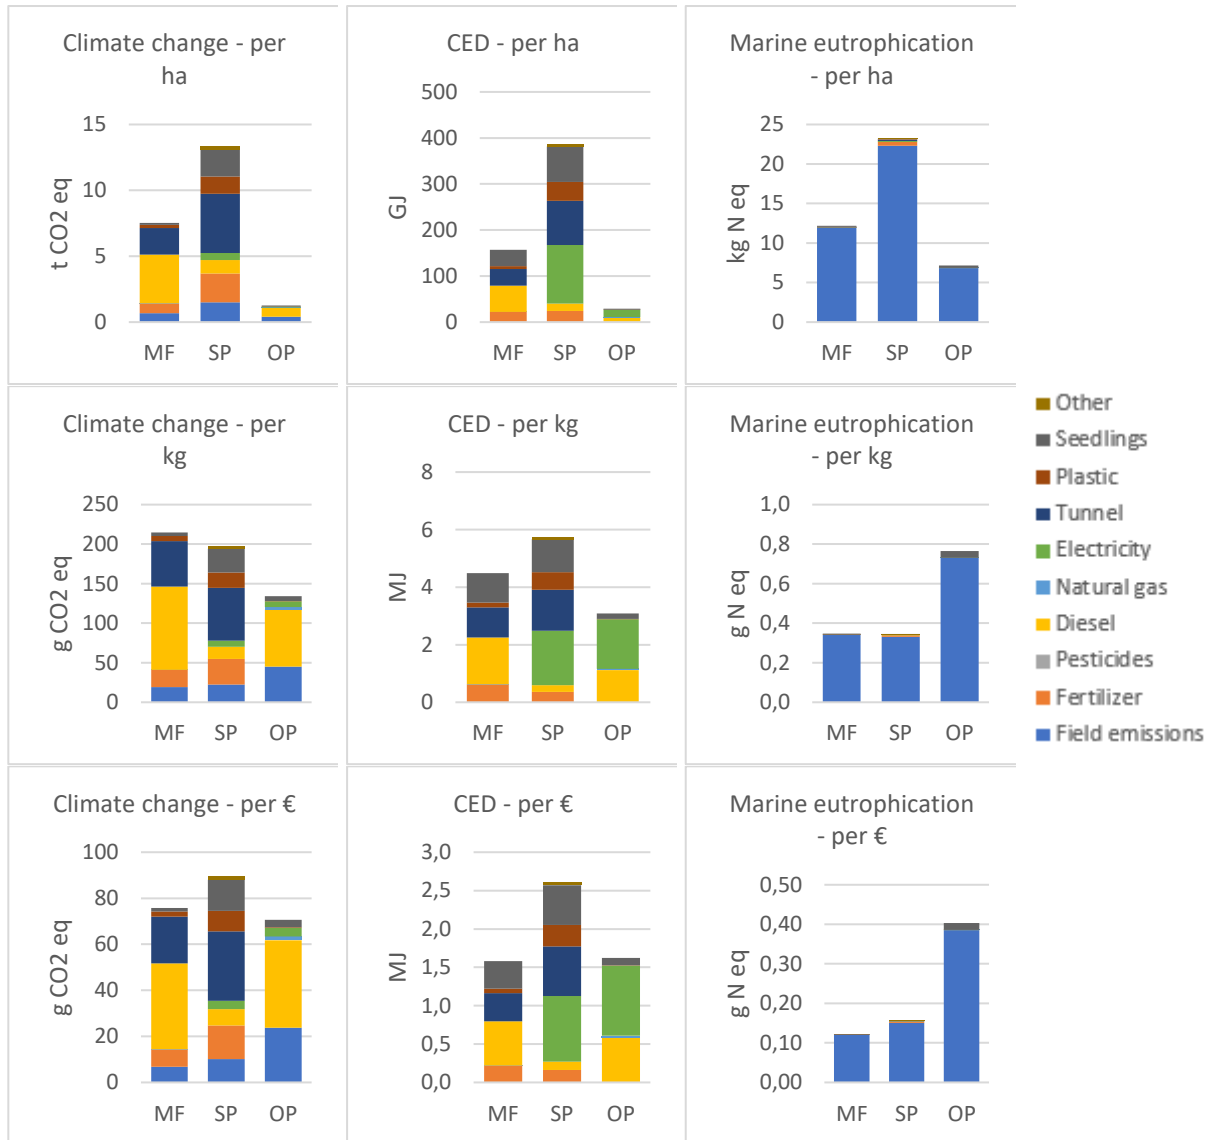 Climate change - per
ha
t CO2 eq
15
10
5
0
MF SP OP
CED - per ha
GJ
500
400
300
200
100
0
MF SP OP
Marine eutrophication
- per ha
kg N eq
25
20
15
10
5
0
MF SP OP
Climate change - per
kg
g CO2 eq
250
200
150
100
50
0
MF SP OP
CED - per kg
MJ
8
6
4
2
0
MF SP OP
Marine eutrophication
- per kg
g N eq
1,0
0,8
0,6
0,4
0,2
0,0
MF SP OP
Other
Seedlings
Plastic
Tunnel
Electricity
Natural gas
Diesel
Pesticides
Fertilizer
Field emissions
Climate change - per €
g CO2 eq
100
80
60
40
20
0
MF SP OP
CED - per €
MJ
3,0
2,5
2,0
1,5
1,0
0,5
0,0
MF SP OP
Marine eutrophication
- per €
g N eq
0,50
0,40
0,30
0,20
0,10
0,00
MF SP OP